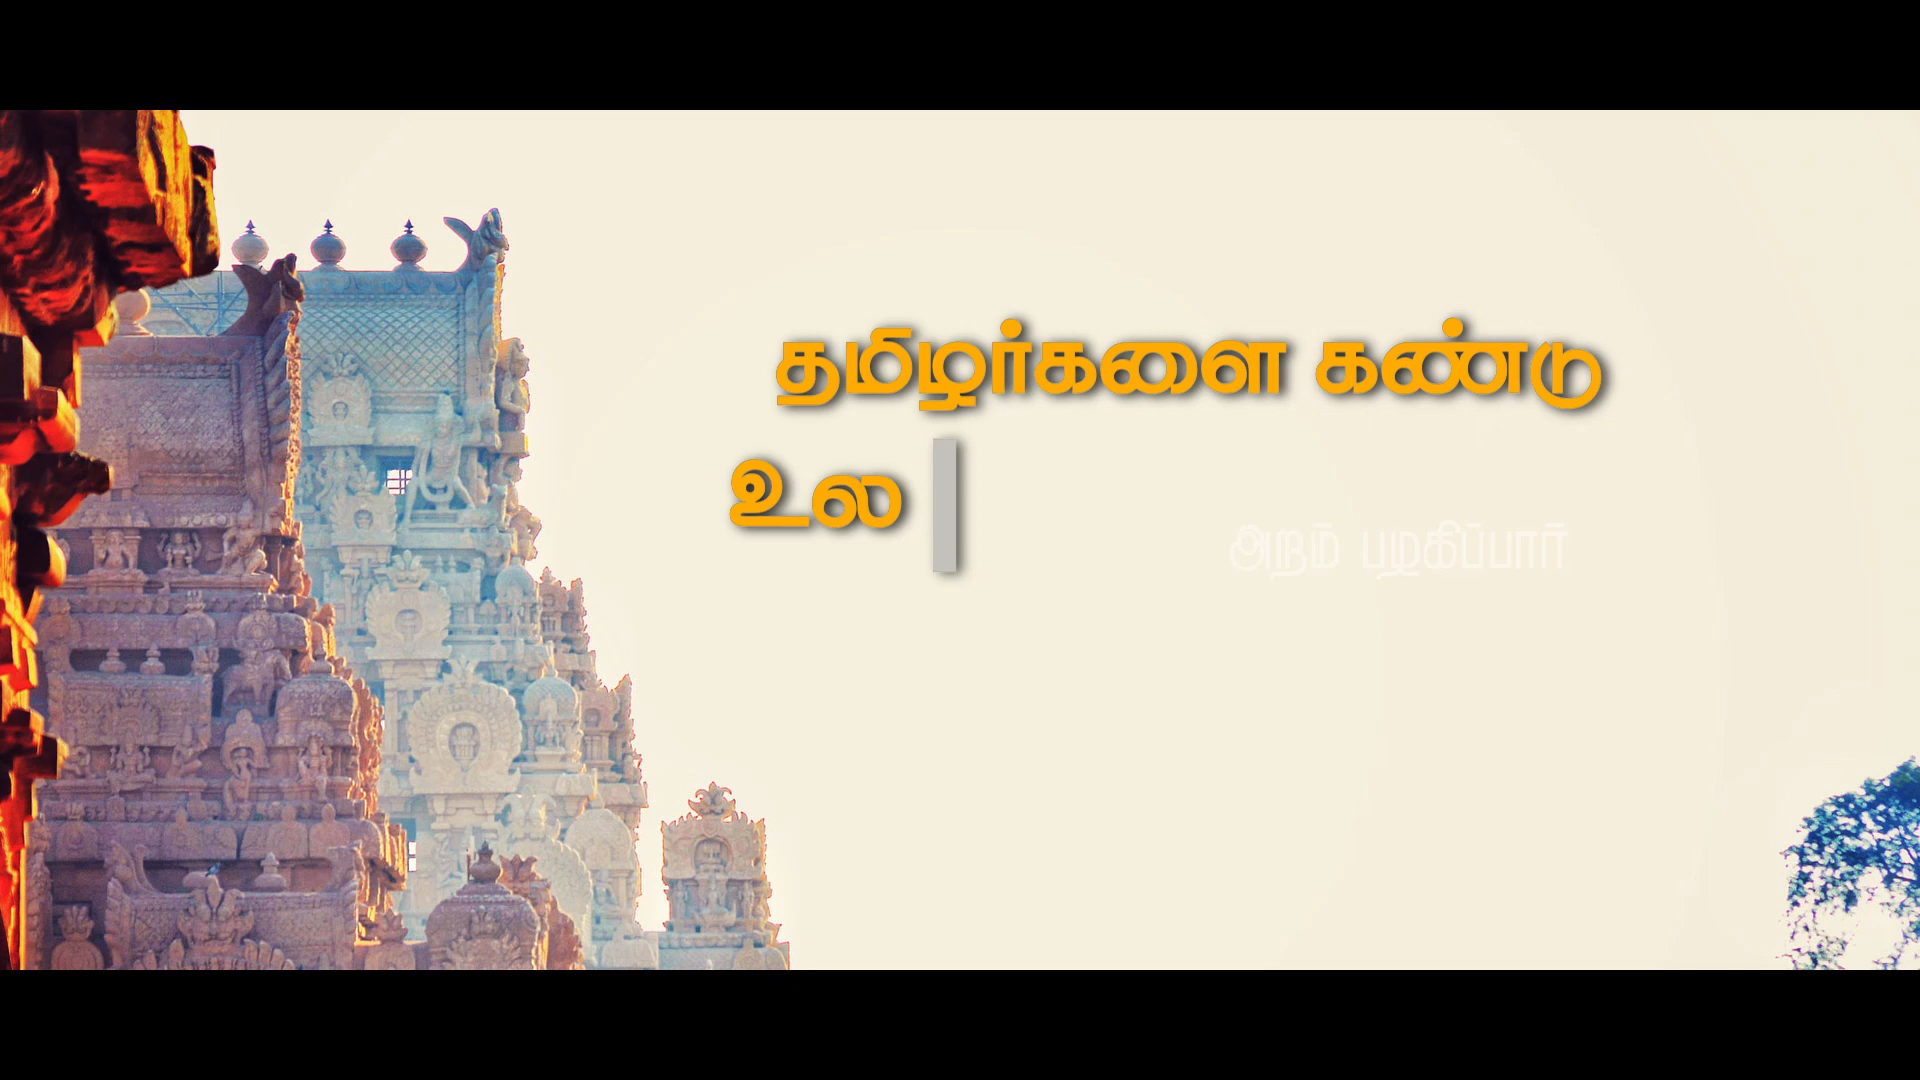 தமிழர்களை கண்டு
உல
அறம் பழகிப்பார்